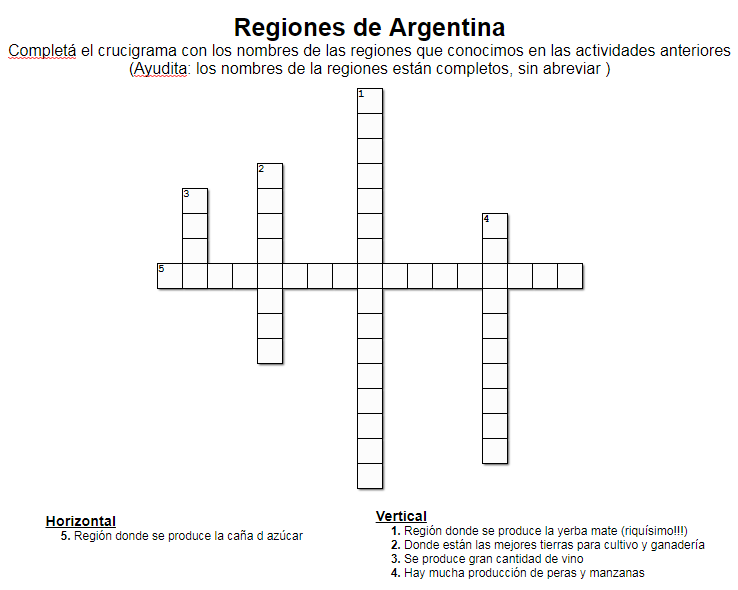 Regiones de Argentina
Completá el crucigrama con los nombres de las regiones que conocimos en las actividades anteriores
(Ayudita: los nombres de la regiones están completos, sin abreviar )
1
2
3
4
5
Horizontal
5. Región donde se produce la caña d azúcar
Vertical
1. Región donde se produce la yerba mate (riquísimo!!!)
2. Donde están las mejores tierras para cultivo y ganadería
3. Se produce gran cantidad de vino
4. Hay mucha producción de peras y manzanas